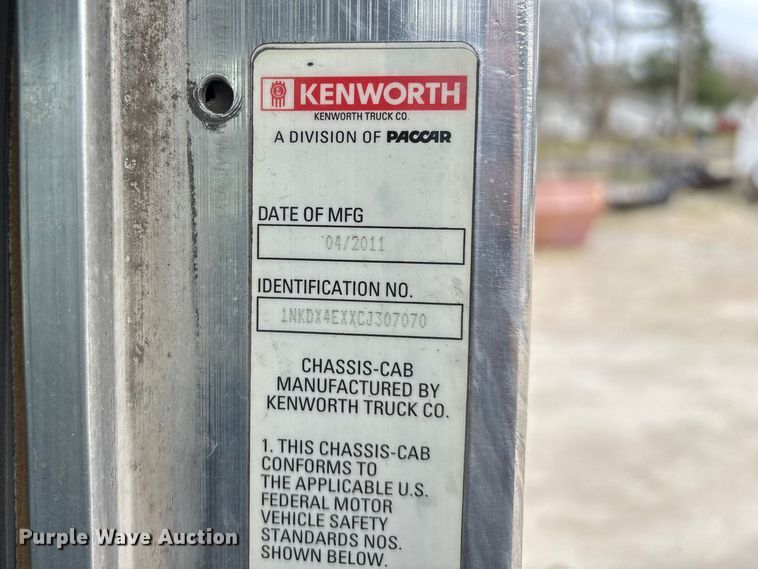 KENWORTH
KENWORTH TRUCK CO.
A DIVISION OF PACCAR
DATE OF MFG
04/2011
IDENTIFICATION NO.
1NKDX4EXXCJ307070
CHASSIS-CAB
MANUFACTURED BY
KENWORTH TRUCK CO.
1. THIS CHASSIS-CAB
CONFORMS TO
THE APPLICABLE U.S.
FEDERAL MOTOR
VEHICLE SAFETY
STANDARDS NOS.
SHOWN BELOW.
Purple Wave Auction